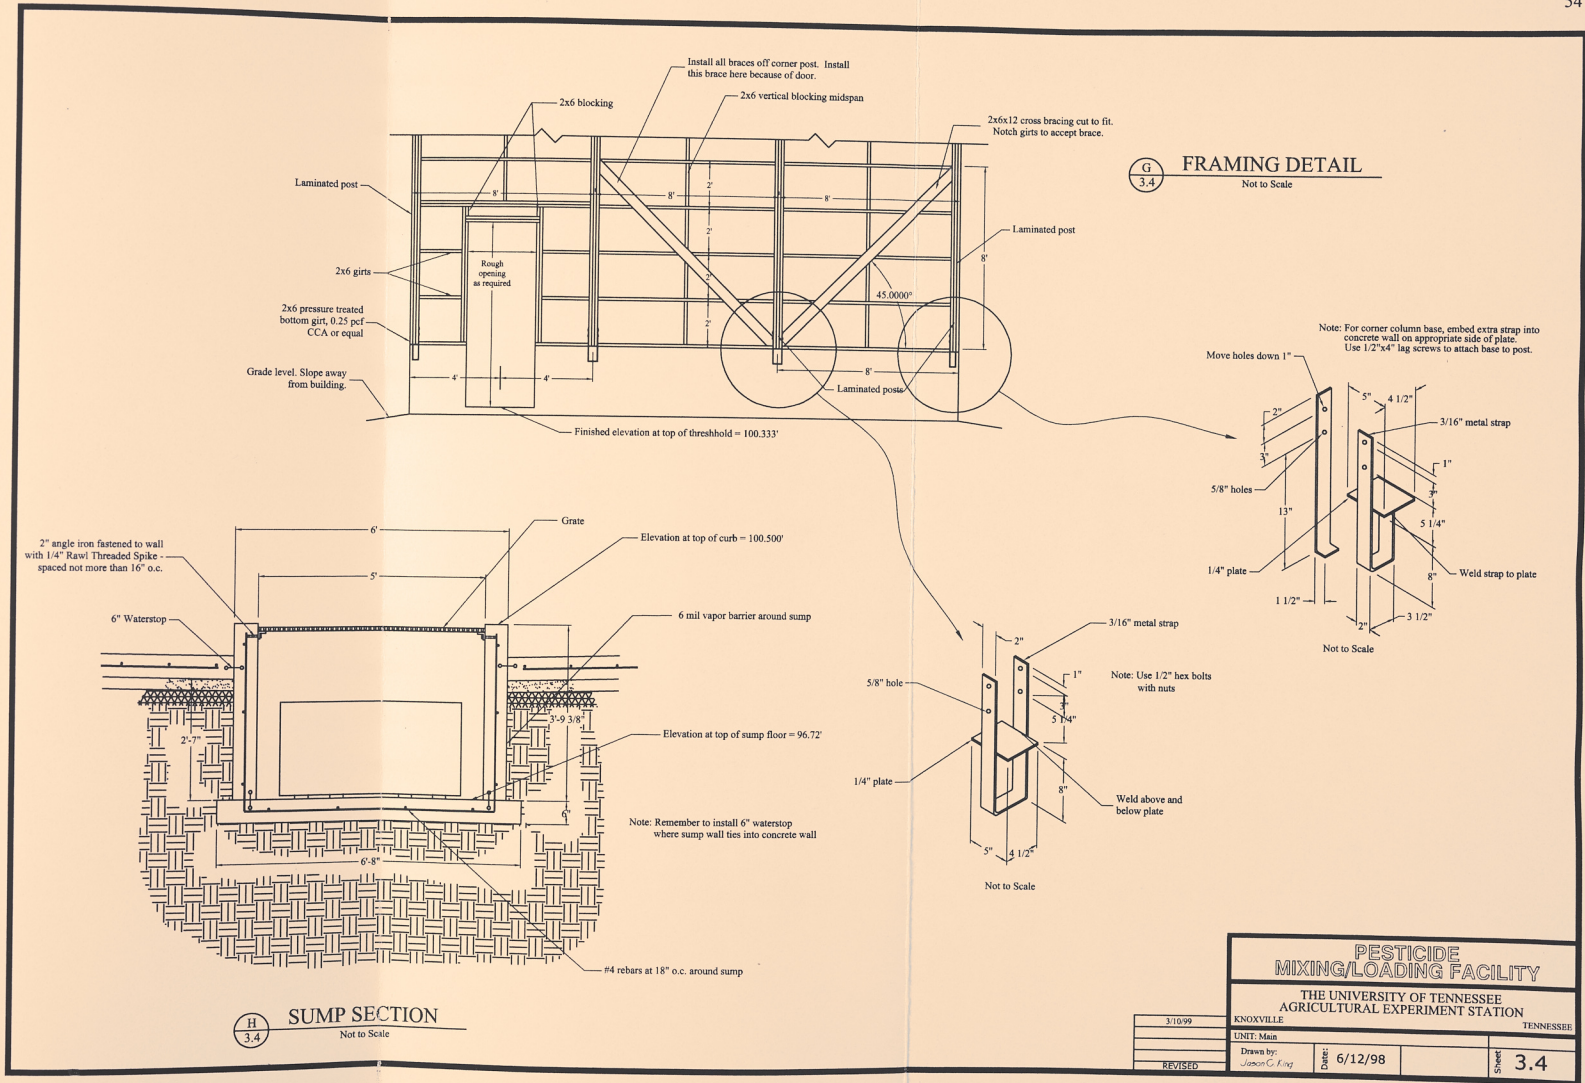 54
Install all braces off corner post. Install
this brace here because of door.
2x6 blocking
2x6 vertical blocking midspan
2x6x12 cross bracing cut to fit.
Notch girts to accept brace.
G
3.4
FRAMING DETAIL
Not to Scale
Laminated post
8'
8'
8'
2'
2'
2'
2'
8'
Laminated post
2x6 girts
Rough
opening
as required
45.0000°
2x6 pressure treated
bottom girt, 0.25 pcf
CCA or equal
Grade level. Slope away
from building.
4'
4'
8'
Laminated posts
Finished elevation at top of threshhold = 100.333'
Note: For corner column base, embed extra strap into
concrete wall on appropriate side of plate.
Use 1/2"x4" lag screws to attach base to post.
Move holes down 1"
5"
4 1/2"
2"
3/16" metal strap
3"
1"
5/8" holes
3"
13"
5 1/4"
1/4" plate
8"
Weld strap to plate
1 1/2"
2"
3 1/2"
Not to Scale
6'
Grate
2" angle iron fastened to wall
with 1/4" Rawl Threaded Spike -
spaced not more than 16" o.c.
Elevation at top of curb = 100.500'
5'
6" Waterstop
6 mil vapor barrier around sump
3'-9 3/8"
2'-7"
Elevation at top of sump floor = 96.72'
6"
Note: Remember to install 6" waterstop
where sump wall ties into concrete wall
6'-8"
#4 rebars at 18" o.c. around sump
H
3.4
SUMP SECTION
Not to Scale
2"
3/16" metal strap
1"
Note: Use 1/2" hex bolts
with nuts
5/8" hole
3"
5 1/4"
1/4" plate
8"
Weld above and
below plate
5"
4 1/2"
Not to Scale
PESTICIDE
MIXING/LOADING FACILITY
THE UNIVERSITY OF TENNESSEE
AGRICULTURAL EXPERIMENT STATION
KNOXVILLE
TENNESSEE
3/10/99
REVISED
UNIT: Main
Drawn by:
Jason C. King
Date:
6/12/98
Sheet
3.4